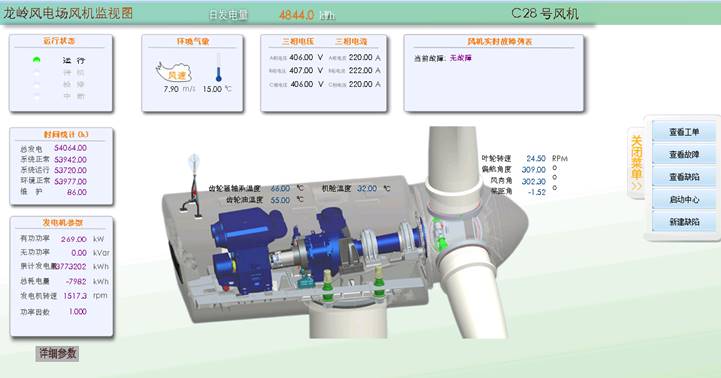 龙岭风电场风机监视图 日发电量 4844.0 kWh C28 号风机
运行状态
运 行
待 机
检 修
中 断
环境气象
风速
7.90 m/s 15.00 ℃
三相电压 三相电流
A相电压 406.00 V A相电流 220.00 A
B相电压 407.00 V B相电流 222.00 A
C相电压 406.00 V C相电流 220.00 A
风机实时故障列表
当前故障: 无故障
时间统计(h)
总发电 54064.00
系统正常 53942.00
系统运行 53720.00
环境正常 53977.00
维 护 86.00
发电机参数
有功功率 269.00 kW
无功功率 0.00 kVar
累计发电量 3773202 kWh
总耗电量 -7982 kWh
发电机转速 1517.3 rpm
功率因数 1.000
详细参数
齿轮箱轴承温度 66.00 ℃
齿轮油温度 55.00 ℃
机舱温度 32.00 ℃
叶轮转速 24.50 RPM
偏航角度 309.00 °
风向角 302.30 °
桨距角 -1.52 °
关闭菜单 >>
查看工单
查看故障
查看缺陷
启动中心
新建缺陷